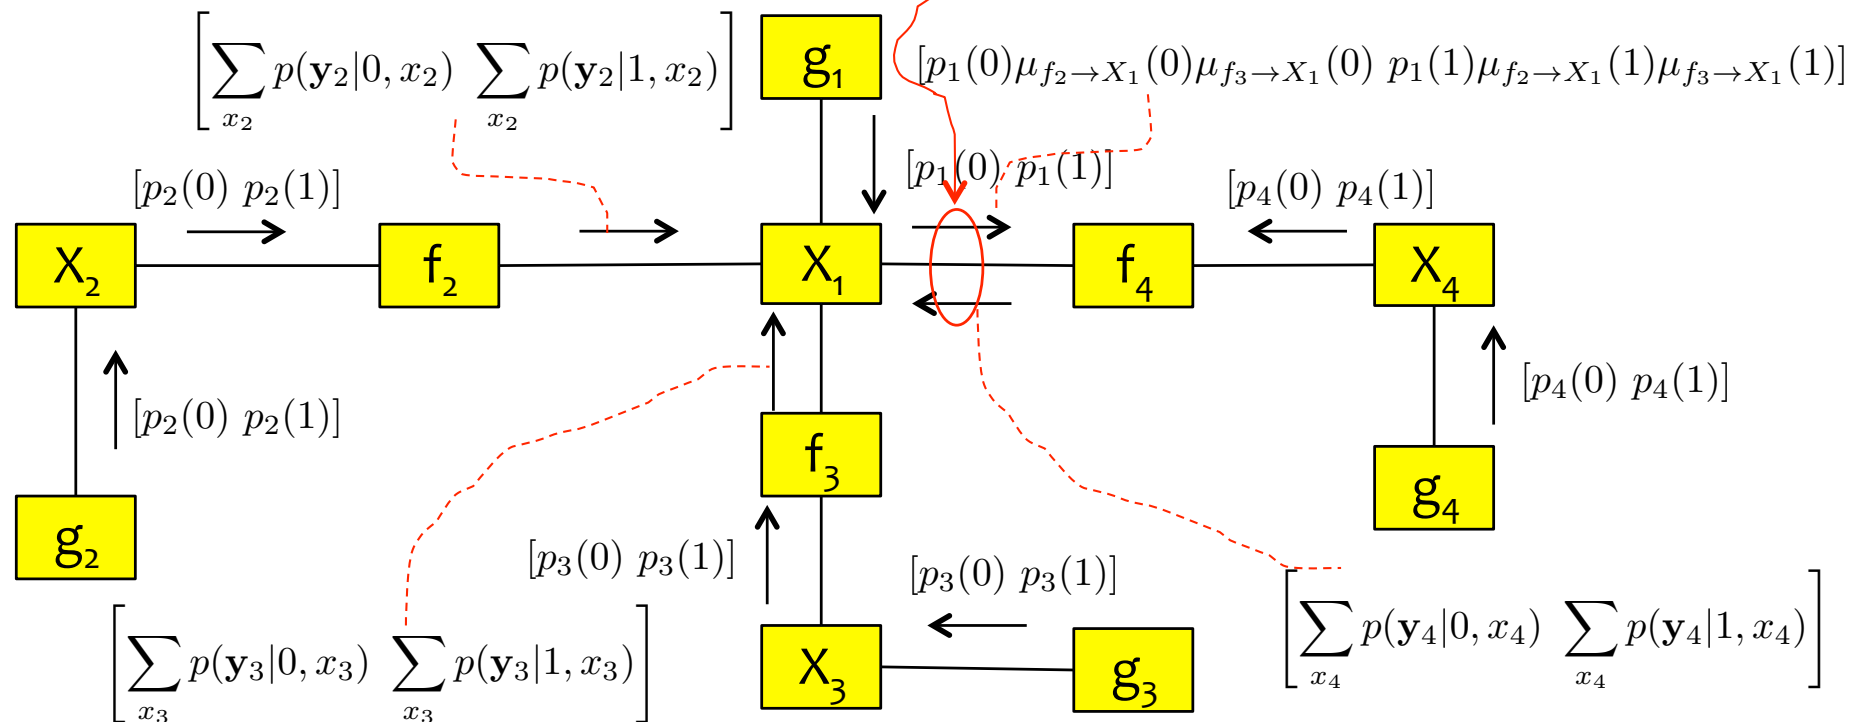 [∑_{x_2} p(𝐲_2|0, x_2) ∑_{x_2} p(𝐲_2|1, x_2)]
g_1
[p_1(0)μ_{f_2→X_1}(0)μ_{f_3→X_1}(0) p_1(1)μ_{f_2→X_1}(1)μ_{f_3→X_1}(1)]
[p_2(0) p_2(1)]
[p_1(0) p_1(1)]
[p_4(0) p_4(1)]
X_2
f_2
X_1
f_4
X_4
[p_2(0) p_2(1)]
[p_4(0) p_4(1)]
f_3
g_4
g_2
[p_3(0) p_3(1)]
[p_3(0) p_3(1)]
[∑_{x_3} p(𝐲_3|0, x_3) ∑_{x_3} p(𝐲_3|1, x_3)]
X_3
g_3
[∑_{x_4} p(𝐲_4|0, x_4) ∑_{x_4} p(𝐲_4|1, x_4)]